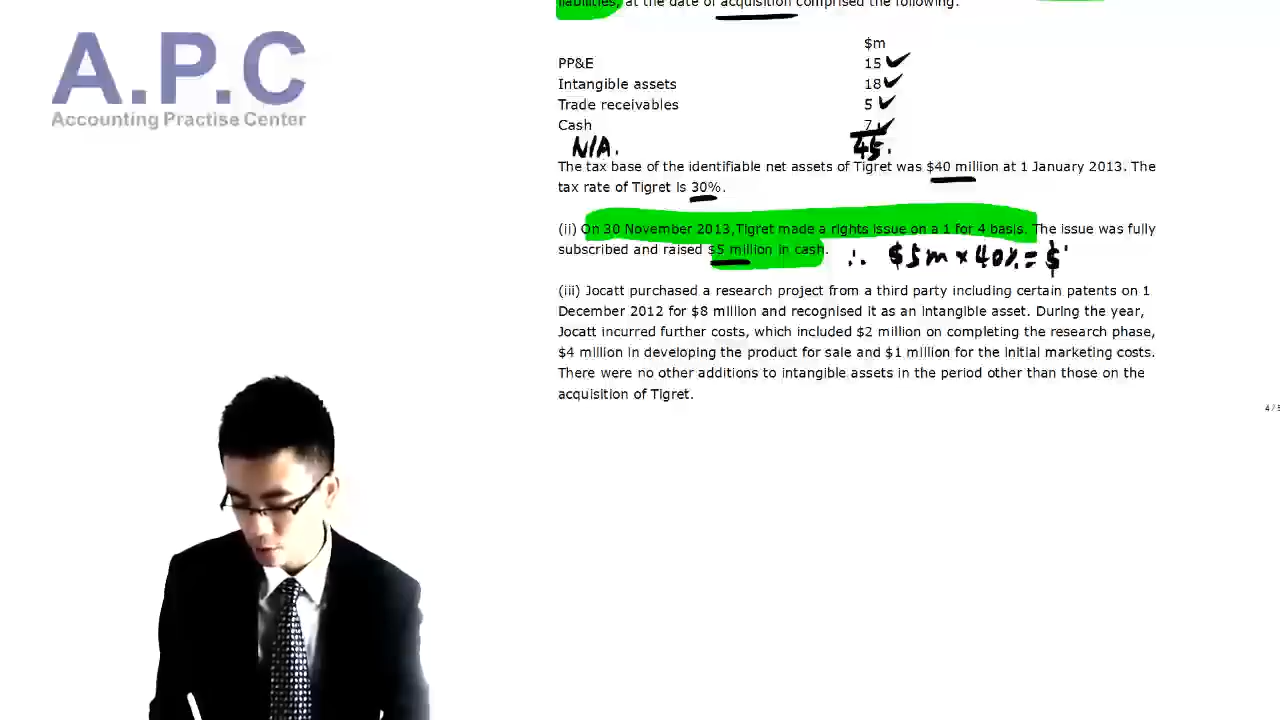 liabilities, at the date of acquisition comprised the following.
A.P.C
Accounting Practise Center
$m
PP&E 15
Intangible assets 18
Trade receivables 5
Cash 7
N/A. 45.
The tax base of the identifiable net assets of Tigret was $40 million at 1 January 2013. The
tax rate of Tigret is 30%.
(ii) On 30 November 2013,Tigret made a rights issue on a 1 for 4 basis. The issue was fully
subscribed and raised $5 million in cash. ∴ $5m × 40% = $
(iii) Jocatt purchased a research project from a third party including certain patents on 1
December 2012 for $8 million and recognised it as an intangible asset. During the year,
Jocatt incurred further costs, which included $2 million on completing the research phase,
$4 million in developing the product for sale and $1 million for the initial marketing costs.
There were no other additions to intangible assets in the period other than those on the
acquisition of Tigret.